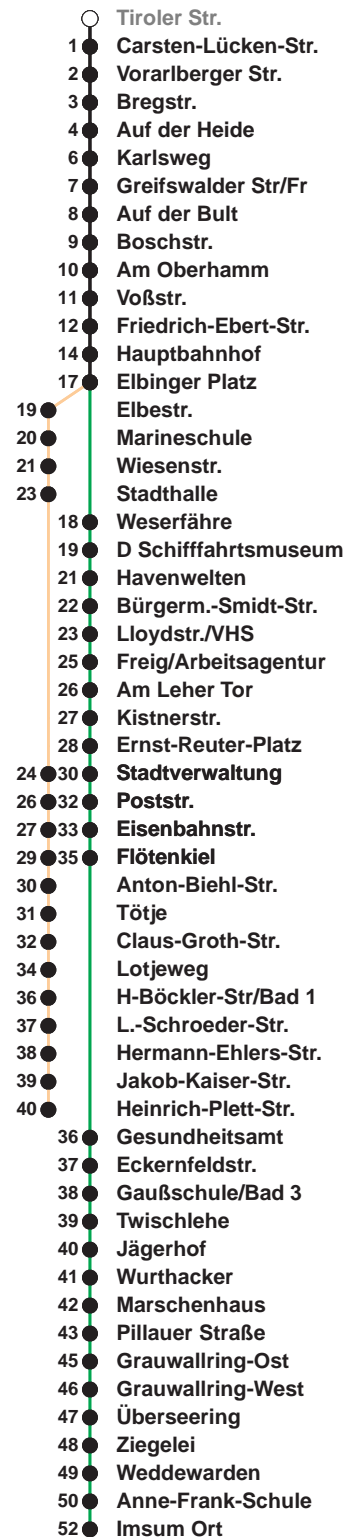 Tiroler Str.
1 Carsten-Lücken-Str.
2 Vorarlberger Str.
3 Bregstr.
4 Auf der Heide
6 Karlsweg
7 Greifswalder Str/Fr
8 Auf der Bult
9 Boschstr.
10 Am Oberhamm
11 Voßstr.
12 Friedrich-Ebert-Str.
14 Hauptbahnhof
17 Elbinger Platz
19 Elbestr.
20 Marineschule
21 Wiesenstr.
23 Stadthalle
18 Weserfähre
19 D Schifffahrtsmuseum
21 Havenwelten
22 Bürgerm.-Smidt-Str.
23 Lloydstr./VHS
25 Freig/Arbeitsagentur
26 Am Leher Tor
27 Kistnerstr.
28 Ernst-Reuter-Platz
24 30 Stadtverwaltung
26 32 Poststr.
27 33 Eisenbahnstr.
29 35 Flötenkiel
30 Anton-Biehl-Str.
31 Tötje
32 Claus-Groth-Str.
34 Lotjeweg
36 H-Böckler-Str/Bad 1
37 L.-Schroeder-Str.
38 Hermann-Ehlers-Str.
39 Jakob-Kaiser-Str.
40 Heinrich-Plett-Str.
36 Gesundheitsamt
37 Eckernfeldstr.
38 Gaußschule/Bad 3
39 Twischlehe
40 Jägerhof
41 Wurthacker
42 Marschenhaus
43 Pillauer Straße
45 Grauwallring-Ost
46 Grauwallring-West
47 Überseering
48 Ziegelei
49 Weddewarden
50 Anne-Frank-Schule
52 Imsum Ort